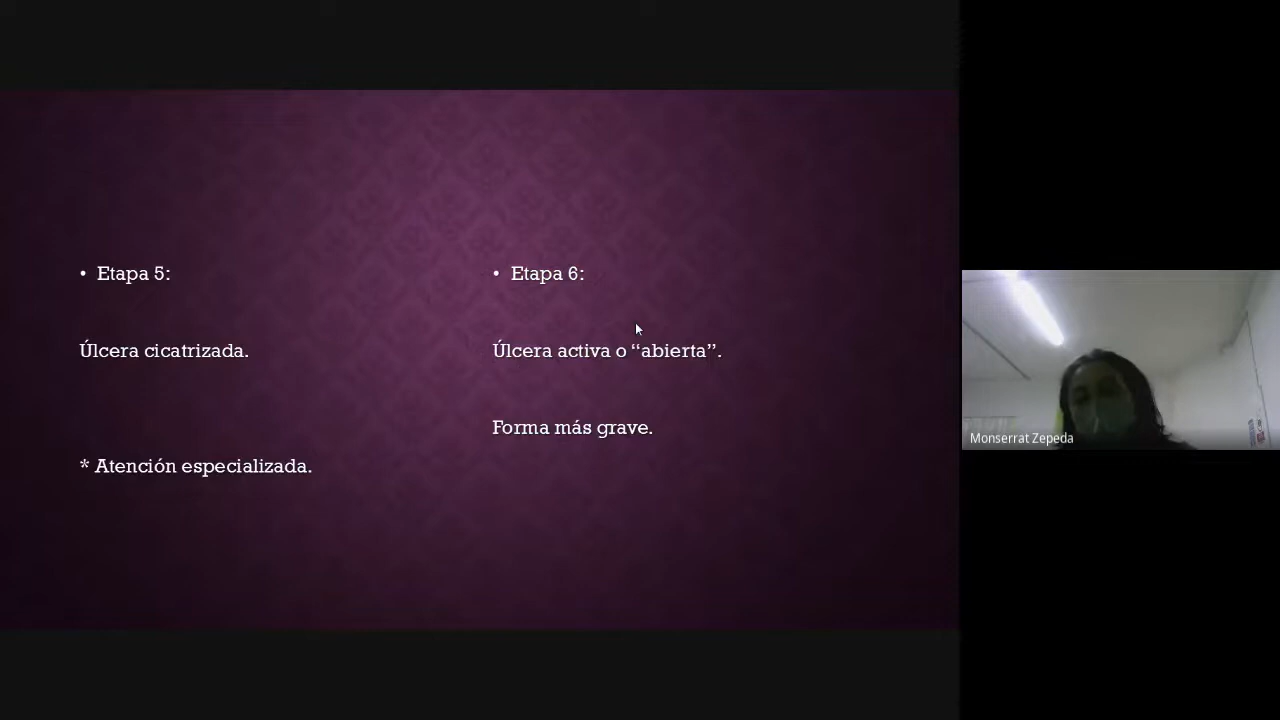 • Etapa 5:
Úlcera cicatrizada.
* Atención especializada.
• Etapa 6:
Úlcera activa o “abierta”.
Forma más grave.
Monserrat Zepeda